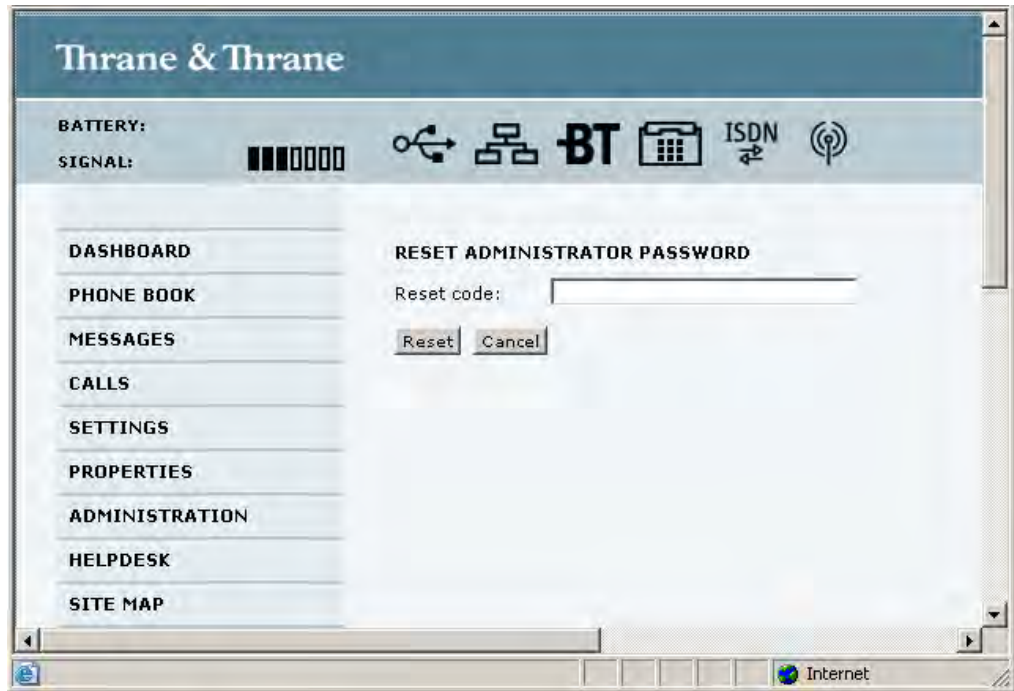 Thrane & Thrane
BATTERY:
SIGNAL:
BT
ISDN
DASHBOARD
PHONE BOOK
MESSAGES
CALLS
SETTINGS
PROPERTIES
ADMINISTRATION
HELPDESK
SITE MAP
RESET ADMINISTRATOR PASSWORD
Reset code:
Reset Cancel
Internet